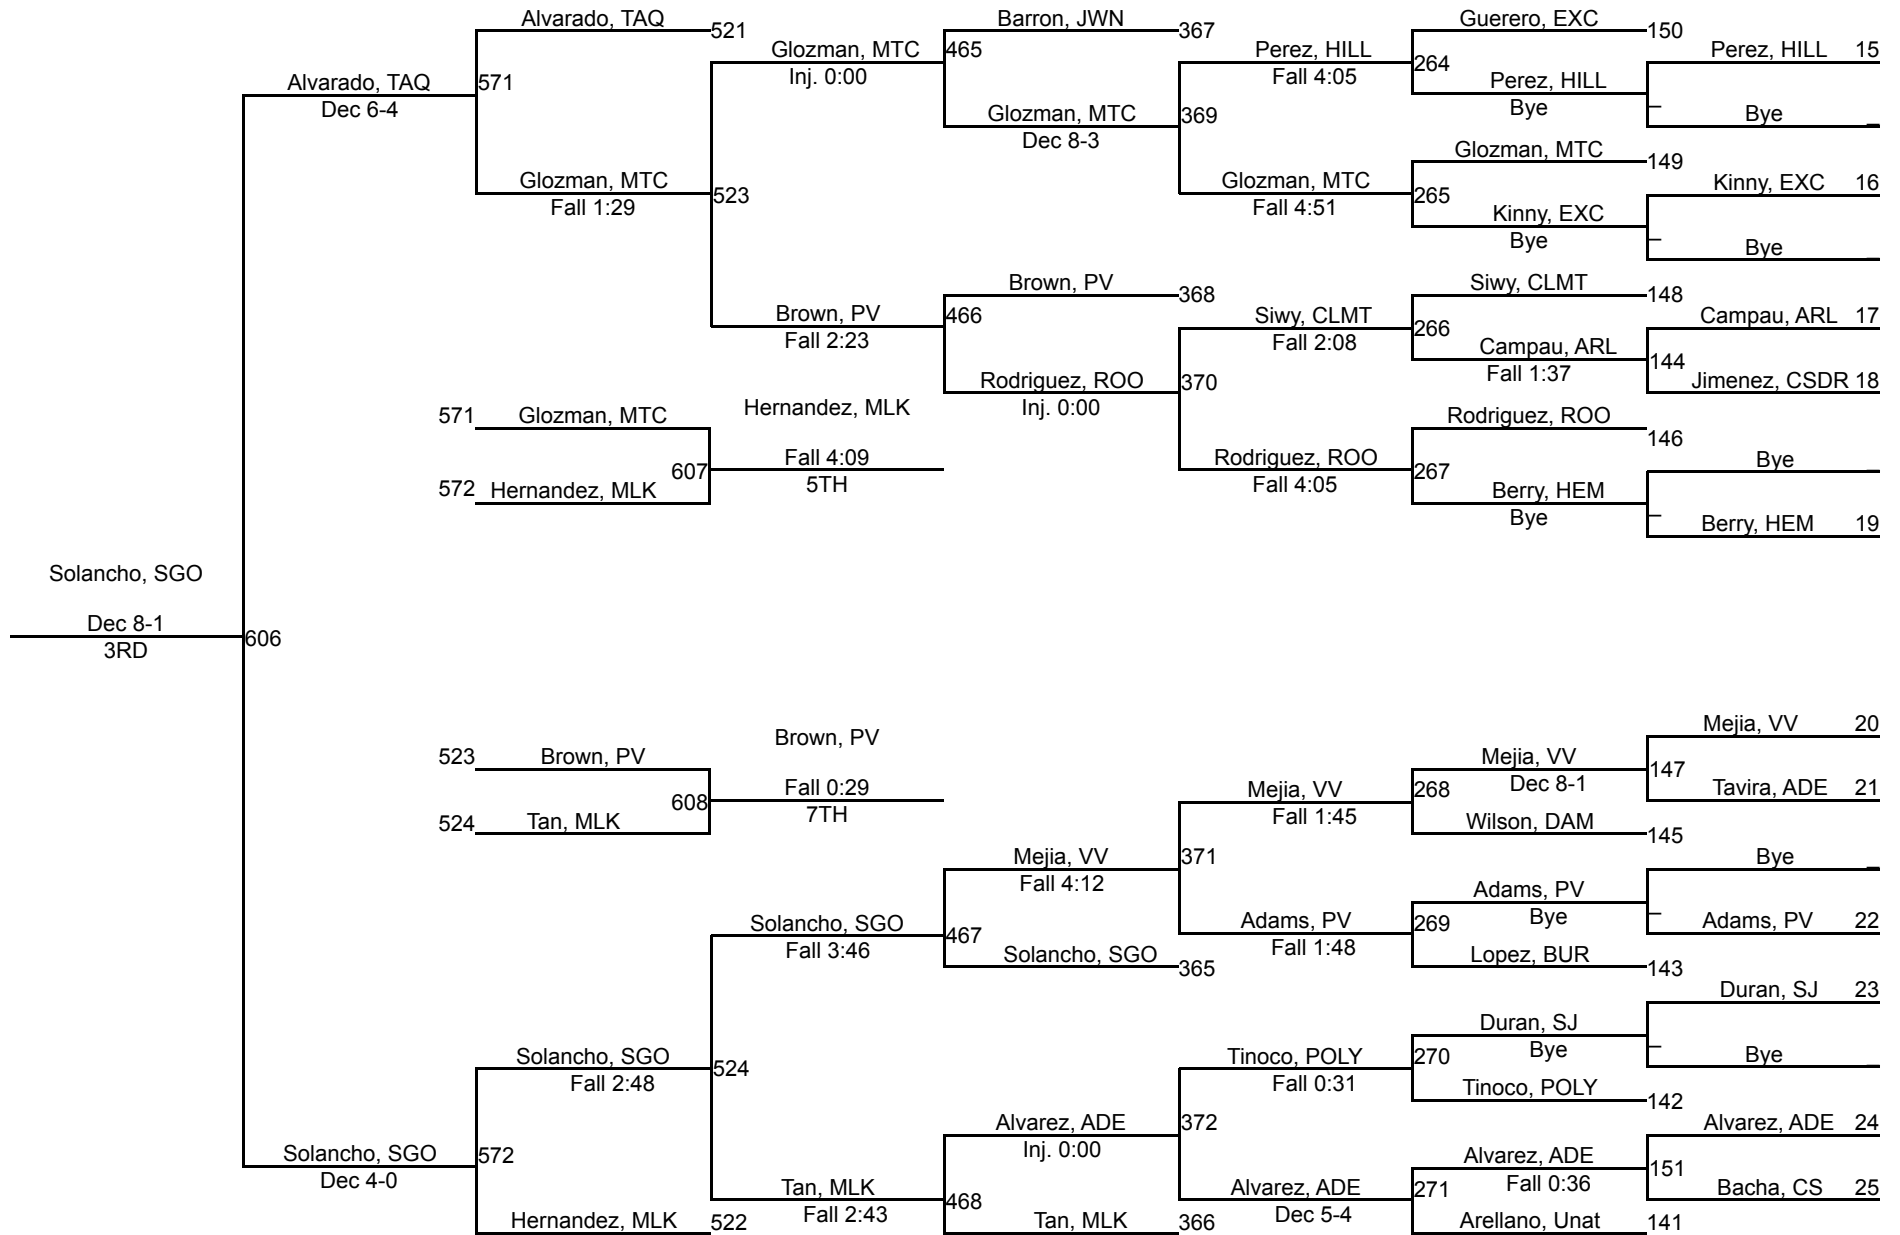 Alvarado, TAQ
521
Barron, JWN
367
Guerero, EXC
150
Glozman, MTC
Inj. 0:00
465
Perez, HILL
Fall 4:05
264
Perez, HILL 15
Alvarado, TAQ
Dec 6-4
571
Perez, HILL
Bye
_
Bye _
Glozman, MTC
Dec 8-3
369
Glozman, MTC
149
Glozman, MTC
Fall 1:29
523
Glozman, MTC
Fall 4:51
265
Kinny, EXC 16
Kinny, EXC
Bye
_
Bye _
Brown, PV
368
Siwy, CLMT
148
Brown, PV
Fall 2:23
466
Siwy, CLMT
Fall 2:08
266
Campau, ARL 17
Campau, ARL
Fall 1:37
144
Jimenez, CSDR 18
Rodriguez, ROO
Inj. 0:00
370
571
Glozman, MTC
Hernandez, MLK
Rodriguez, ROO
146
607
Fall 4:09
5TH
Rodriguez, ROO
Fall 4:05
267
Bye _
572
Hernandez, MLK
Berry, HEM
Bye
_
Berry, HEM 19
Solancho, SGO
Dec 8-1
3RD
606
Mejia, VV 20
523
Brown, PV
Brown, PV
Mejia, VV
Dec 8-1
147
608
Fall 0:29
7TH
Mejia, VV
Fall 1:45
268
Tavira, ADE 21
524
Tan, MLK
Wilson, DAM
145
Mejia, VV
Fall 4:12
371
Bye _
Solancho, SGO
Fall 3:46
467
Adams, PV
Fall 1:48
269
Adams, PV
Bye
_
Adams, PV 22
Solancho, SGO
365
Lopez, BUR
143
Duran, SJ 23
Solancho, SGO
Fall 2:48
524
Tinoco, POLY
Fall 0:31
270
Duran, SJ
Bye
_
Bye _
Tinoco, POLY
142
Alvarez, ADE
Inj. 0:00
372
Alvarez, ADE 24
Solancho, SGO
Dec 4-0
572
Alvarez, ADE
Fall 0:36
151
Tan, MLK
Fall 2:43
468
Alvarez, ADE
Dec 5-4
271
Bacha, CS 25
Hernandez, MLK
522
Tan, MLK
366
Arellano, Unat
141